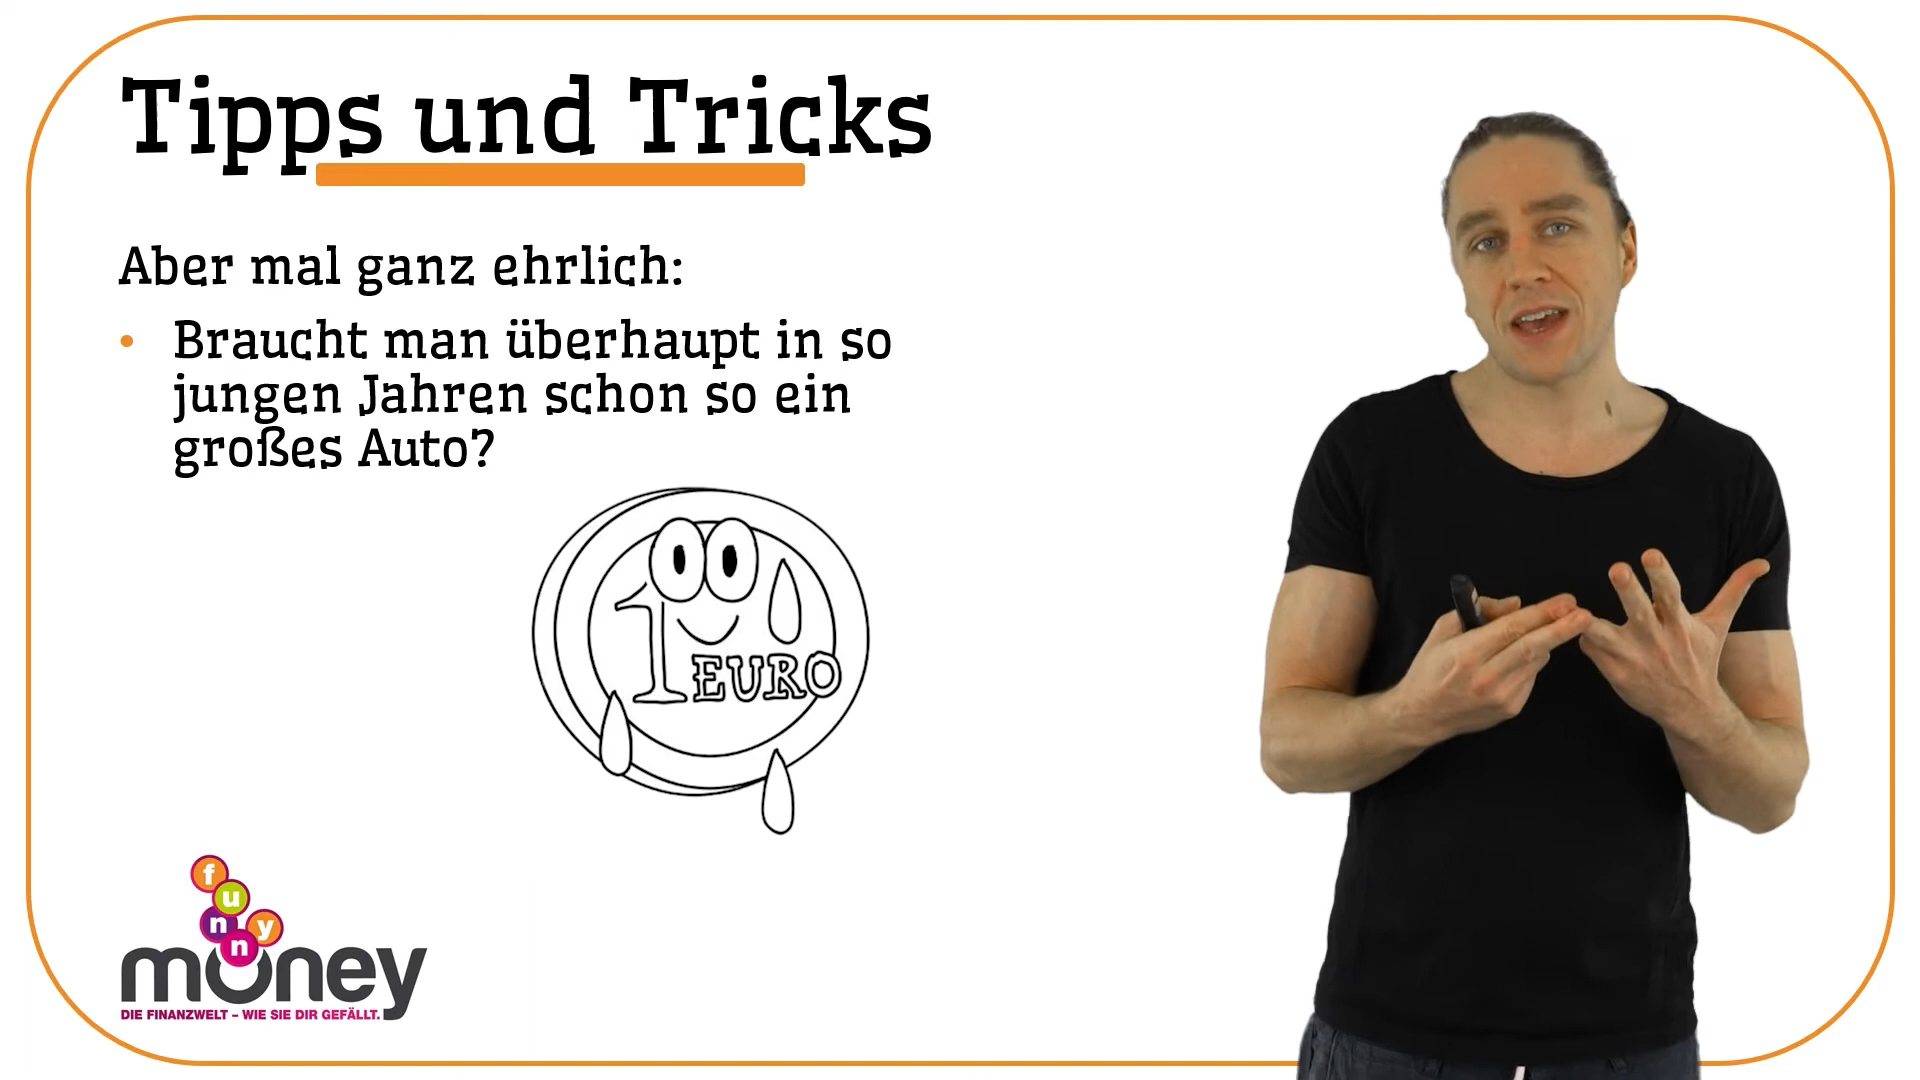 Tipps und Tricks
Aber mal ganz ehrlich:
• Braucht man überhaupt in so
jungen Jahren schon so ein
großes Auto?
1 EURO
funny
money
DIE FINANZWELT – WIE SIE DIR GEFÄLLT.